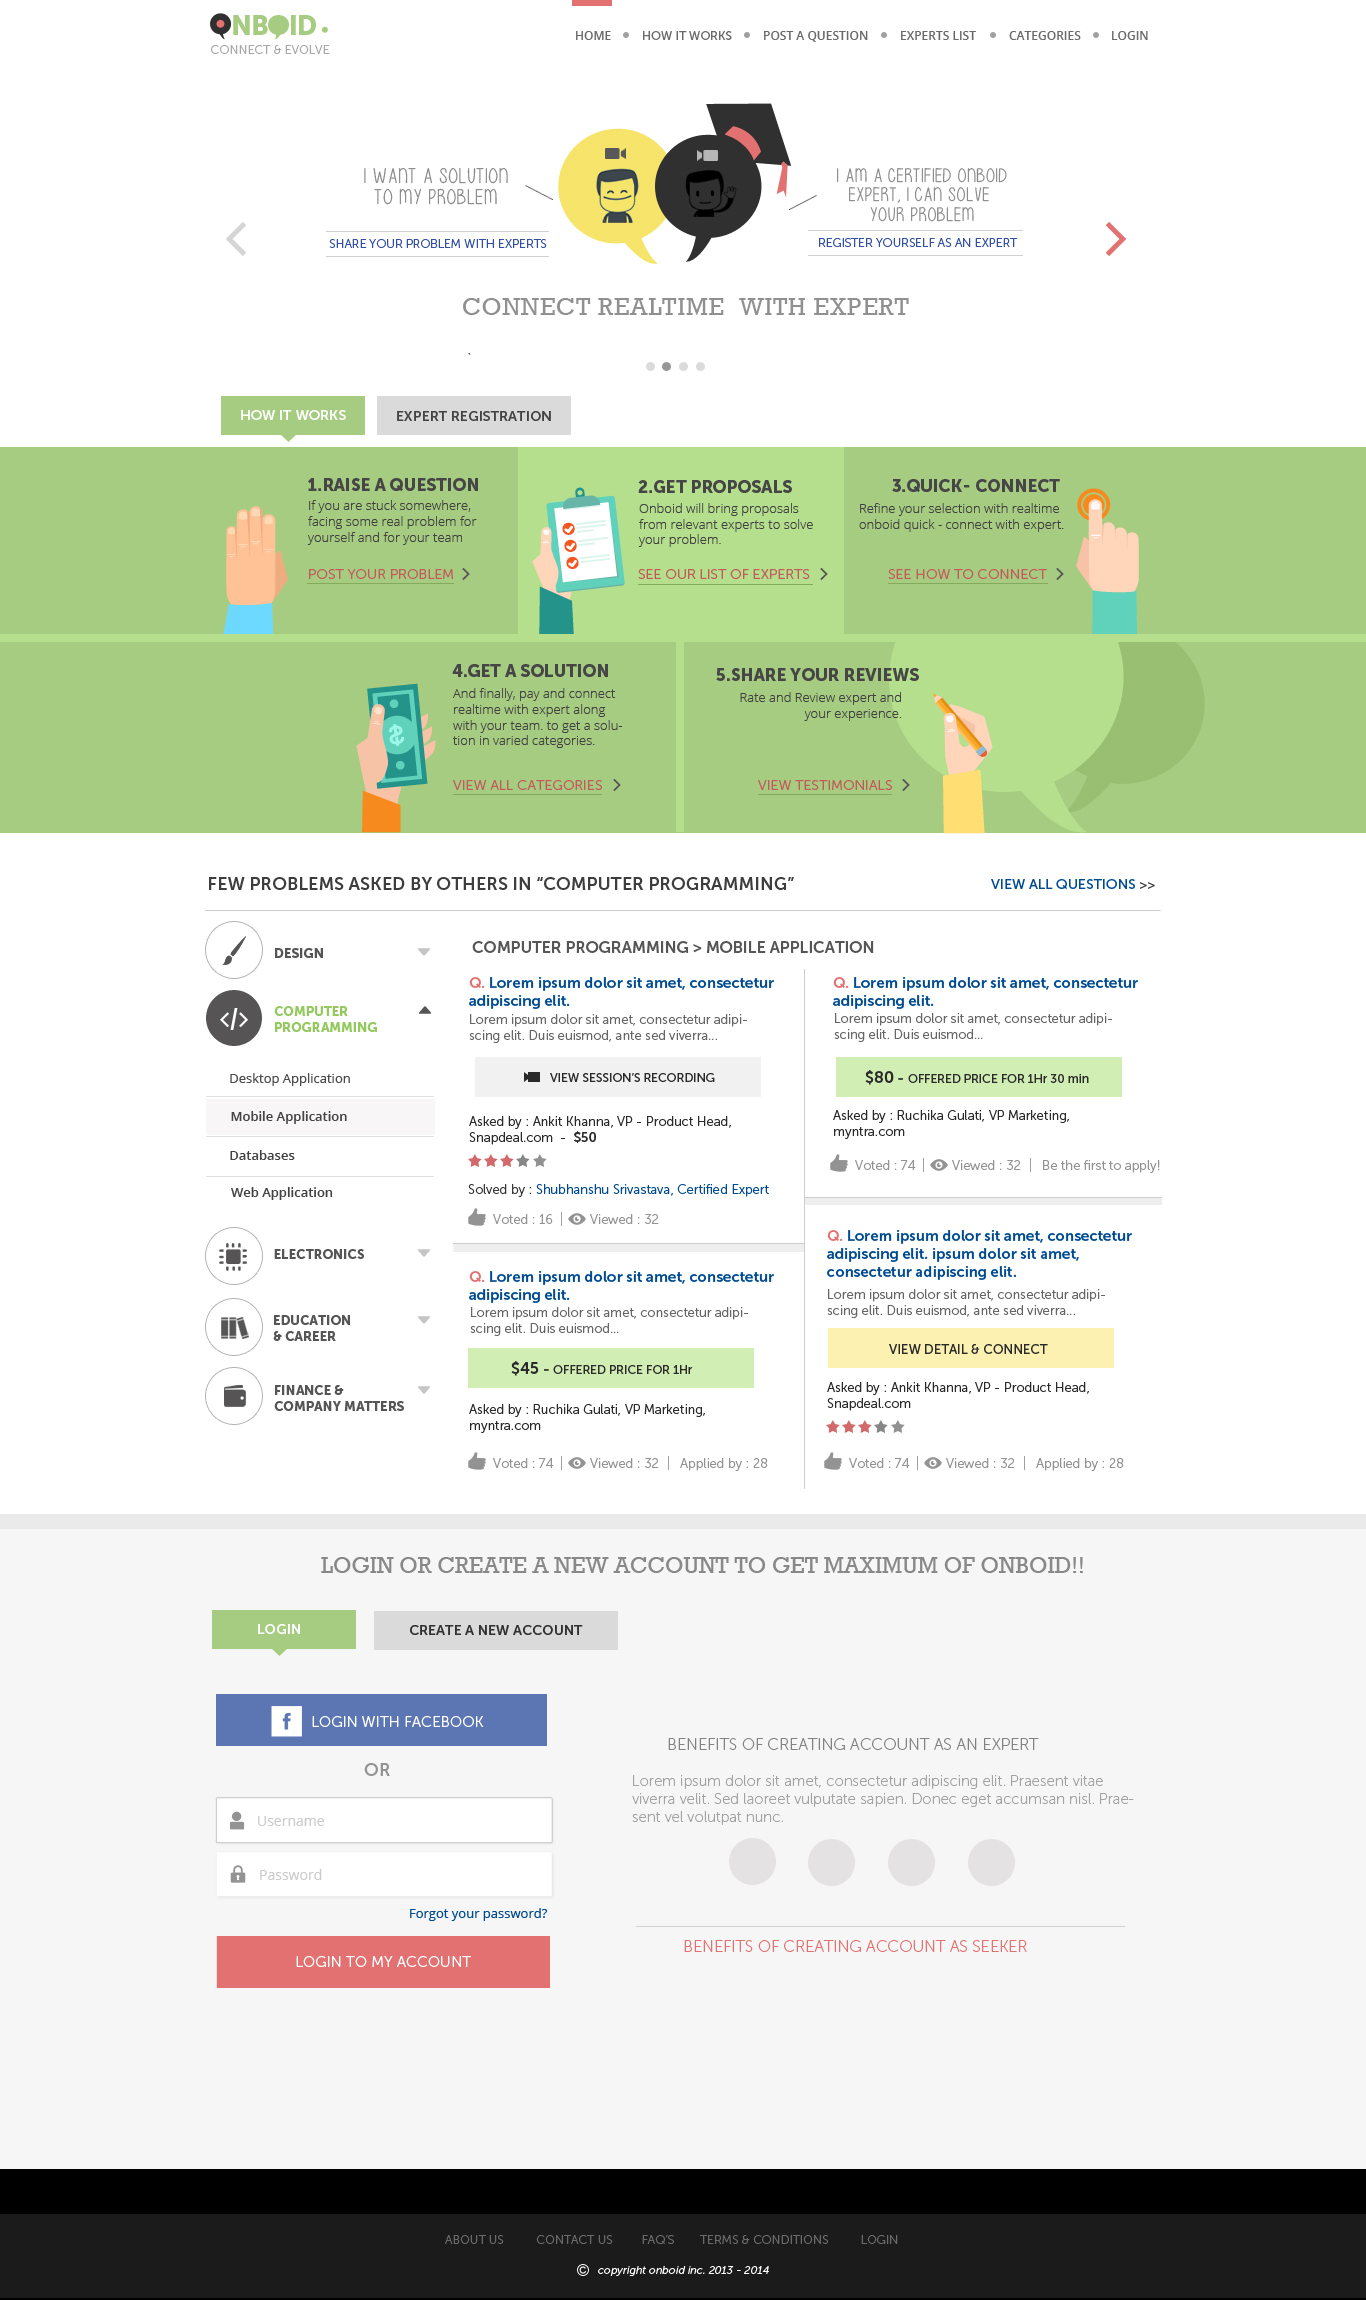 ONBOID.
CONNECT & EVOLVE
HOME • HOW IT WORKS • POST A QUESTION • EXPERTS LIST • CATEGORIES • LOGIN
I WANT A SOLUTION
TO MY PROBLEM
SHARE YOUR PROBLEM WITH EXPERTS
I AM A CERTIFIED ONBOID
EXPERT, I CAN SOLVE
YOUR PROBLEM
REGISTER YOURSELF AS AN EXPERT
CONNECT REALTIME WITH EXPERT
HOW IT WORKS
EXPERT REGISTRATION
1.RAISE A QUESTION
If you are stuck somewhere,
facing some real problem for
yourself and for your team
POST YOUR PROBLEM
2.GET PROPOSALS
Onboid will bring proposals
from relevant experts to solve
your problem.
SEE OUR LIST OF EXPERTS
3.QUICK- CONNECT
Refine your selection with realtime
onboid quick - connect with expert.
SEE HOW TO CONNECT
4.GET A SOLUTION
And finally, pay and connect
realtime with expert along
with your team. to get a solu-
tion in varied categories.
VIEW ALL CATEGORIES
$
5.SHARE YOUR REVIEWS
Rate and Review expert and
your experience.
VIEW TESTIMONIALS
FEW PROBLEMS ASKED BY OTHERS IN “COMPUTER PROGRAMMING”
VIEW ALL QUESTIONS >>
DESIGN
</>
COMPUTER
PROGRAMMING
Desktop Application
Mobile Application
Databases
Web Application
ELECTRONICS
EDUCATION
& CAREER
FINANCE &
COMPANY MATTERS
COMPUTER PROGRAMMING > MOBILE APPLICATION
Q. Lorem ipsum dolor sit amet, consectetur
adipiscing elit.
Lorem ipsum dolor sit amet, consectetur adipi-
scing elit. Duis euismod, ante sed viverra...
VIEW SESSION’S RECORDING
Asked by : Ankit Khanna, VP - Product Head,
Snapdeal.com - $50
Solved by : Shubhanshu Srivastava, Certified Expert
Voted : 16 | Viewed : 32
Q. Lorem ipsum dolor sit amet, consectetur
adipiscing elit.
Lorem ipsum dolor sit amet, consectetur adipi-
scing elit. Duis euismod...
$45 - OFFERED PRICE FOR 1Hr
Asked by : Ruchika Gulati, VP Marketing,
myntra.com
Voted : 74 | Viewed : 32 | Applied by : 28
Q. Lorem ipsum dolor sit amet, consectetur
adipiscing elit.
Lorem ipsum dolor sit amet, consectetur adipi-
scing elit. Duis euismod...
$80 - OFFERED PRICE FOR 1Hr 30 min
Asked by : Ruchika Gulati, VP Marketing,
myntra.com
Voted : 74 | Viewed : 32 | Be the first to apply!
Q. Lorem ipsum dolor sit amet, consectetur
adipiscing elit. ipsum dolor sit amet,
consectetur adipiscing elit.
Lorem ipsum dolor sit amet, consectetur adipi-
scing elit. Duis euismod, ante sed viverra...
VIEW DETAIL & CONNECT
Asked by : Ankit Khanna, VP - Product Head,
Snapdeal.com
Voted : 74 | Viewed : 32 | Applied by : 28
LOGIN OR CREATE A NEW ACCOUNT TO GET MAXIMUM OF ONBOID!!
LOGIN
CREATE A NEW ACCOUNT
f LOGIN WITH FACEBOOK
OR
Username
Password
Forgot your password?
LOGIN TO MY ACCOUNT
BENEFITS OF CREATING ACCOUNT AS AN EXPERT
Lorem ipsum dolor sit amet, consectetur adipiscing elit. Praesent vitae
viverra velit. Sed laoreet vulputate sapien. Donec eget accumsan nisl. Prae-
sent vel volutpat nunc.
BENEFITS OF CREATING ACCOUNT AS SEEKER
ABOUT US CONTACT US FAQ'S TERMS & CONDITIONS LOGIN
© copyright onboid inc. 2013 - 2014